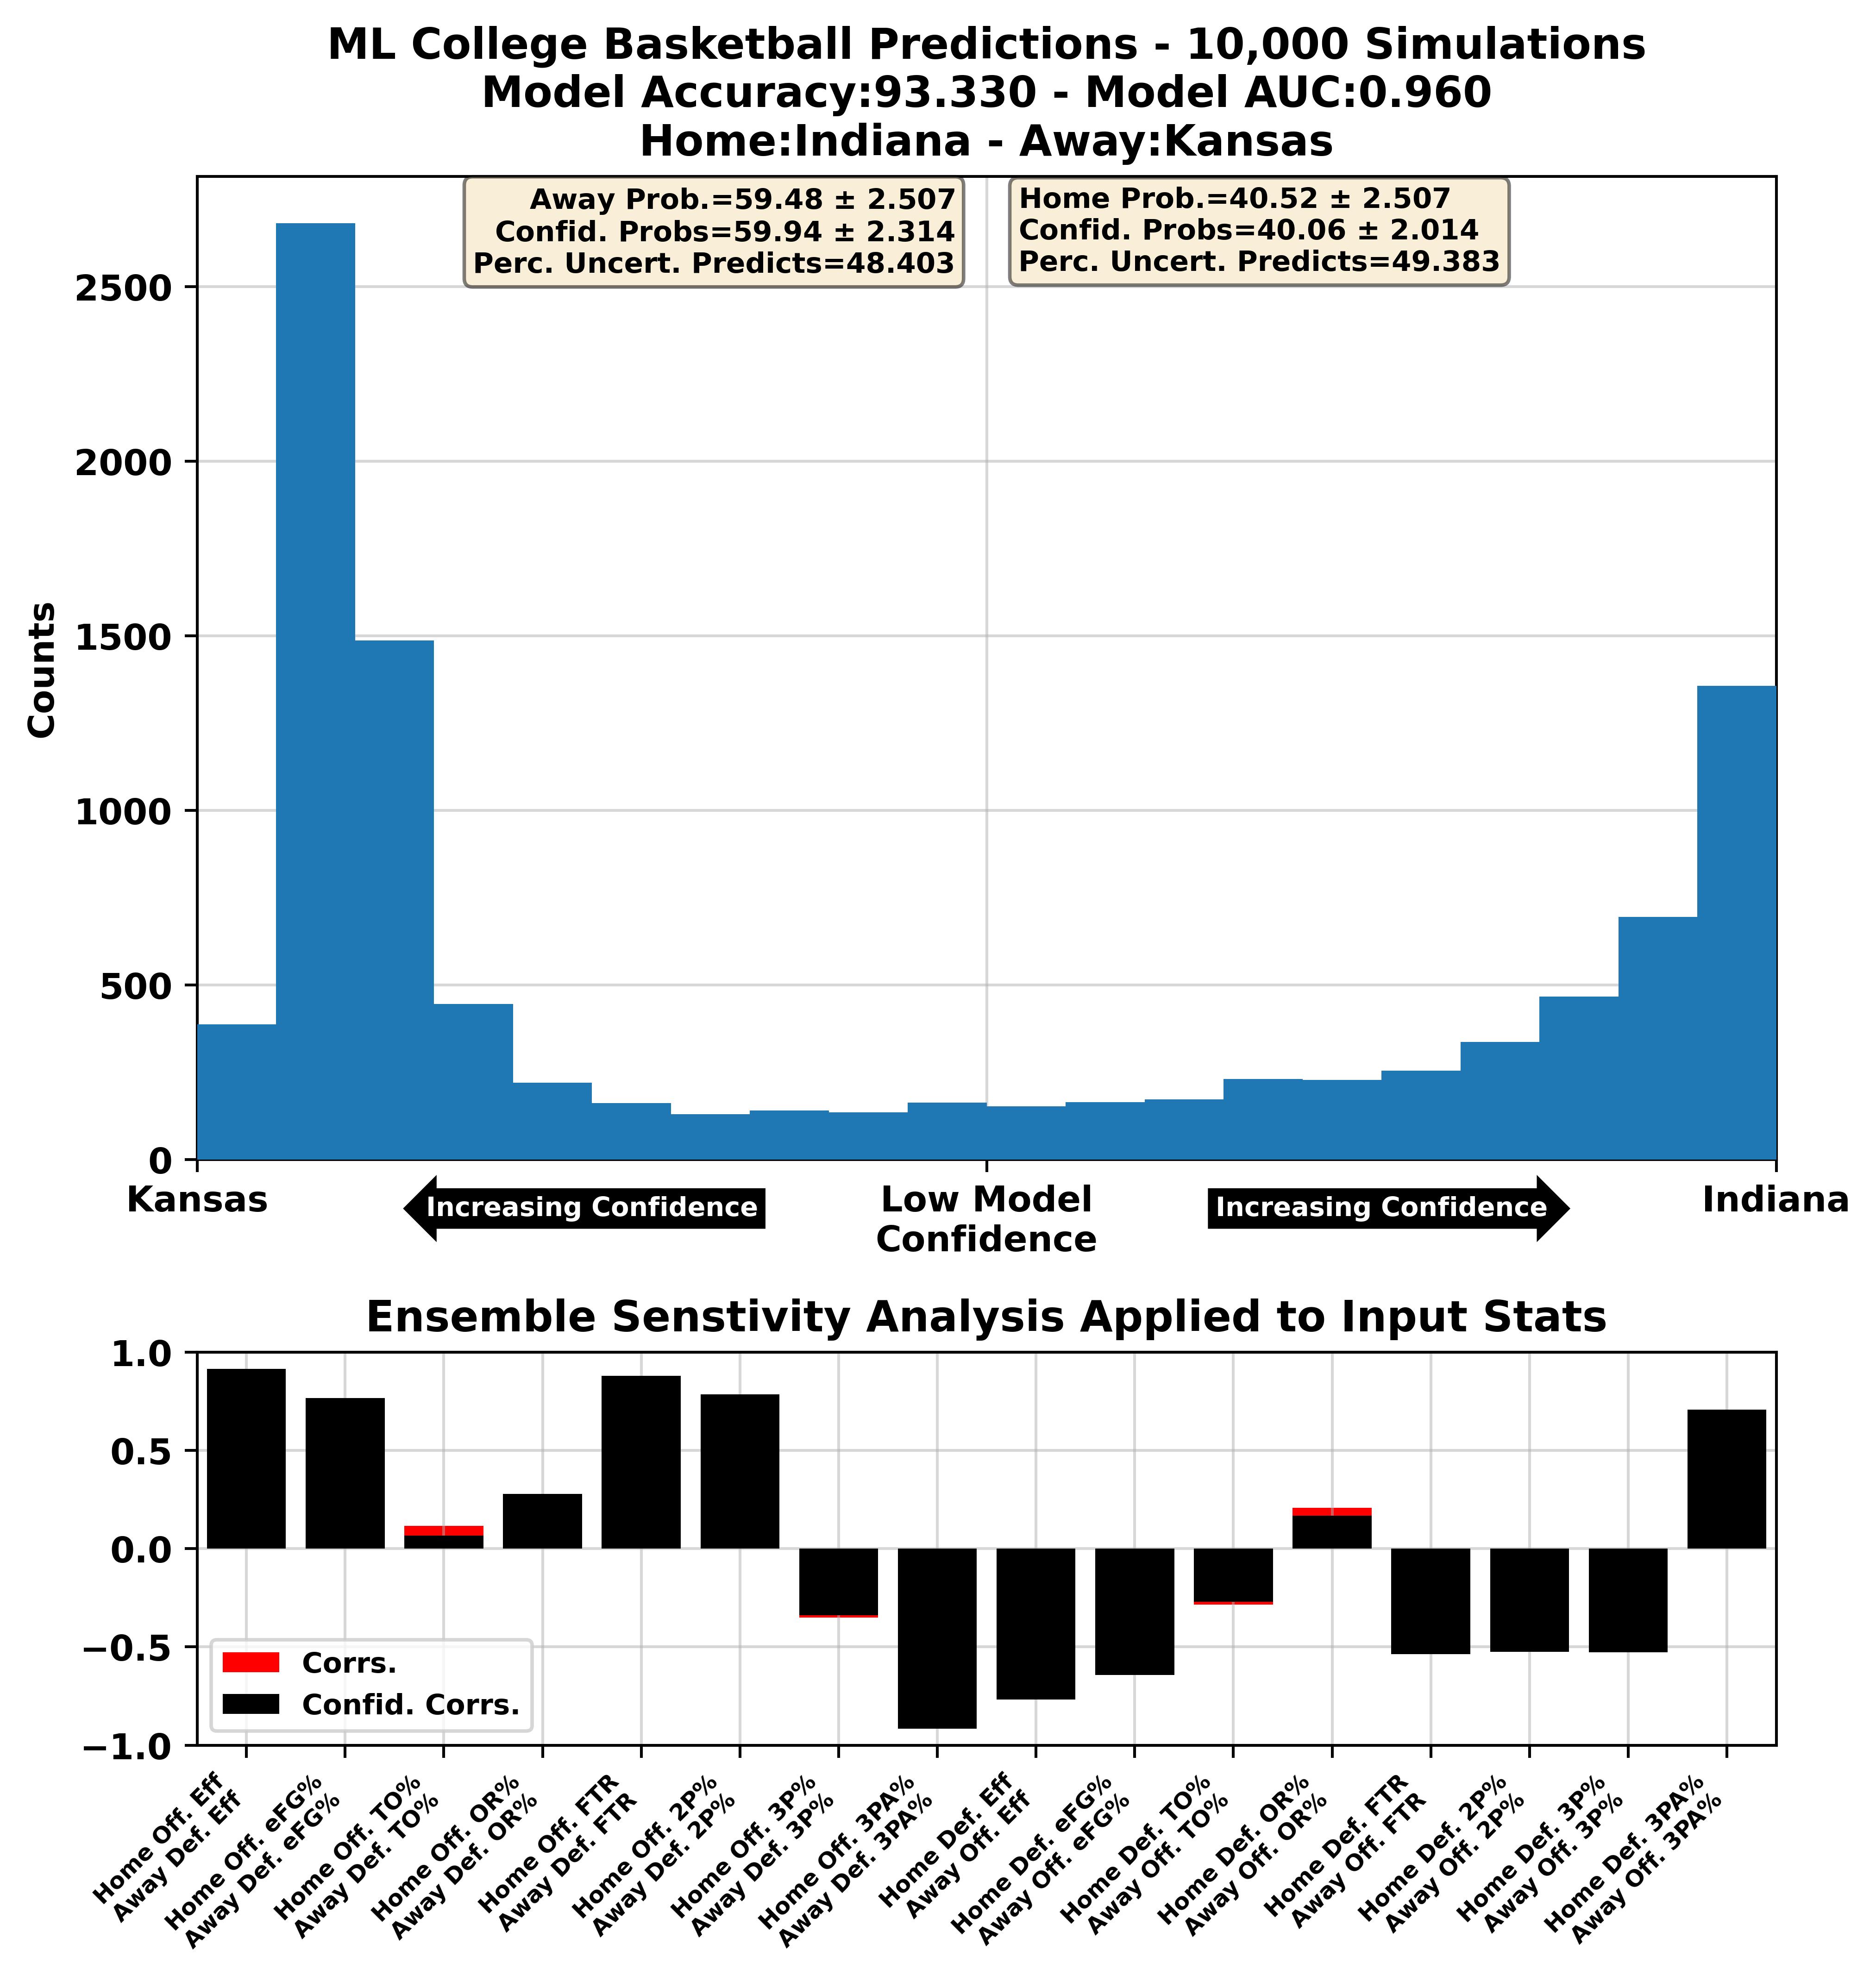 ML College Basketball Predictions - 10,000 Simulations
Model Accuracy:93.330 - Model AUC:0.960
Home:Indiana - Away:Kansas
Away Prob.=59.48 ± 2.507
Confid. Probs=59.94 ± 2.314
Perc. Uncert. Predicts=48.403
Home Prob.=40.52 ± 2.507
Confid. Probs=40.06 ± 2.014
Perc. Uncert. Predicts=49.383
Counts
2500
2000
1500
1000
500
0
Kansas
Increasing Confidence
Low Model
Confidence
Increasing Confidence
Indiana
Ensemble Senstivity Analysis Applied to Input Stats
1.0
0.5
0.0
−0.5
−1.0
Corrs.
Confid. Corrs.
Home Off. Eff
Away Def. Eff
Home Off. eFG%
Away Def. eFG%
Home Off. TO%
Away Def. TO%
Home Off. OR%
Away Def. OR%
Home Off. FTR
Away Def. FTR
Home Off. 2P%
Away Def. 2P%
Home Off. 3P%
Away Def. 3P%
Home Off. 3PA%
Away Def. 3PA%
Home Def. Eff
Away Off. Eff
Home Def. eFG%
Away Off. eFG%
Home Def. TO%
Away Off. TO%
Home Def. OR%
Away Off. OR%
Home Def. FTR
Away Off. FTR
Home Def. 2P%
Away Off. 2P%
Home Def. 3P%
Away Off. 3P%
Home Def. 3PA%
Away Off. 3PA%